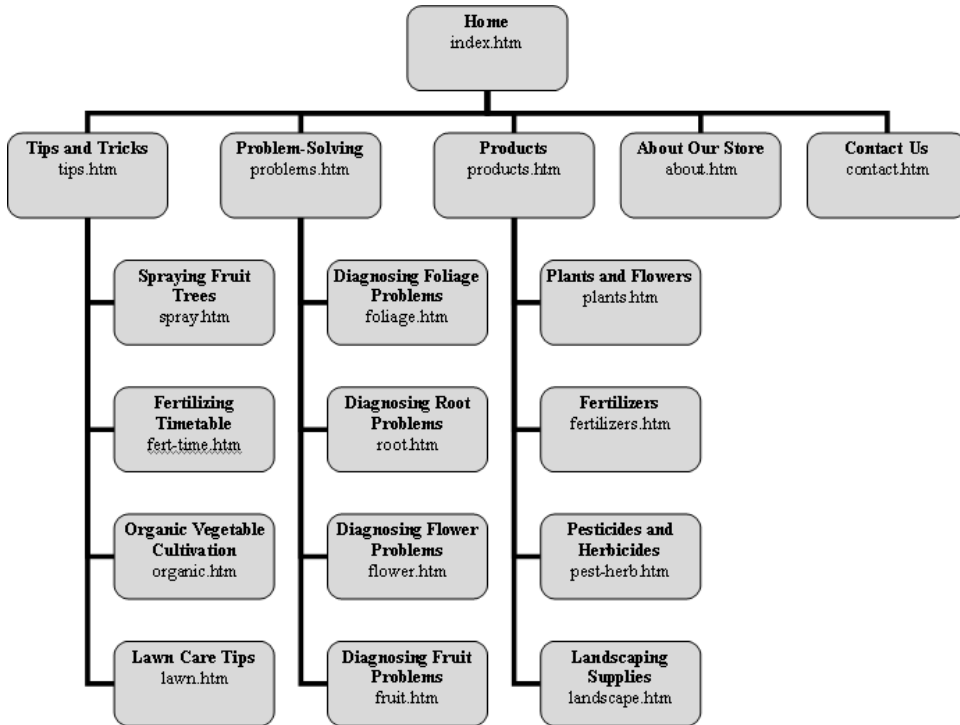 Home
index.htm
Tips and Tricks
tips.htm
Problem-Solving
problems.htm
Products
products.htm
About Our Store
about.htm
Contact Us
contact.htm
Spraying Fruit
Trees
spray.htm
Diagnosing Foliage
Problems
foliage.htm
Plants and Flowers
plants.htm
Fertilizing
Timetable
fert-time.htm
Diagnosing Root
Problems
root.htm
Fertilizers
fertilizers.htm
Organic Vegetable
Cultivation
organic.htm
Diagnosing Flower
Problems
flower.htm
Pesticides and
Herbicides
pest-herb.htm
Lawn Care Tips
lawn.htm
Diagnosing Fruit
Problems
fruit.htm
Landscaping
Supplies
landscape.htm